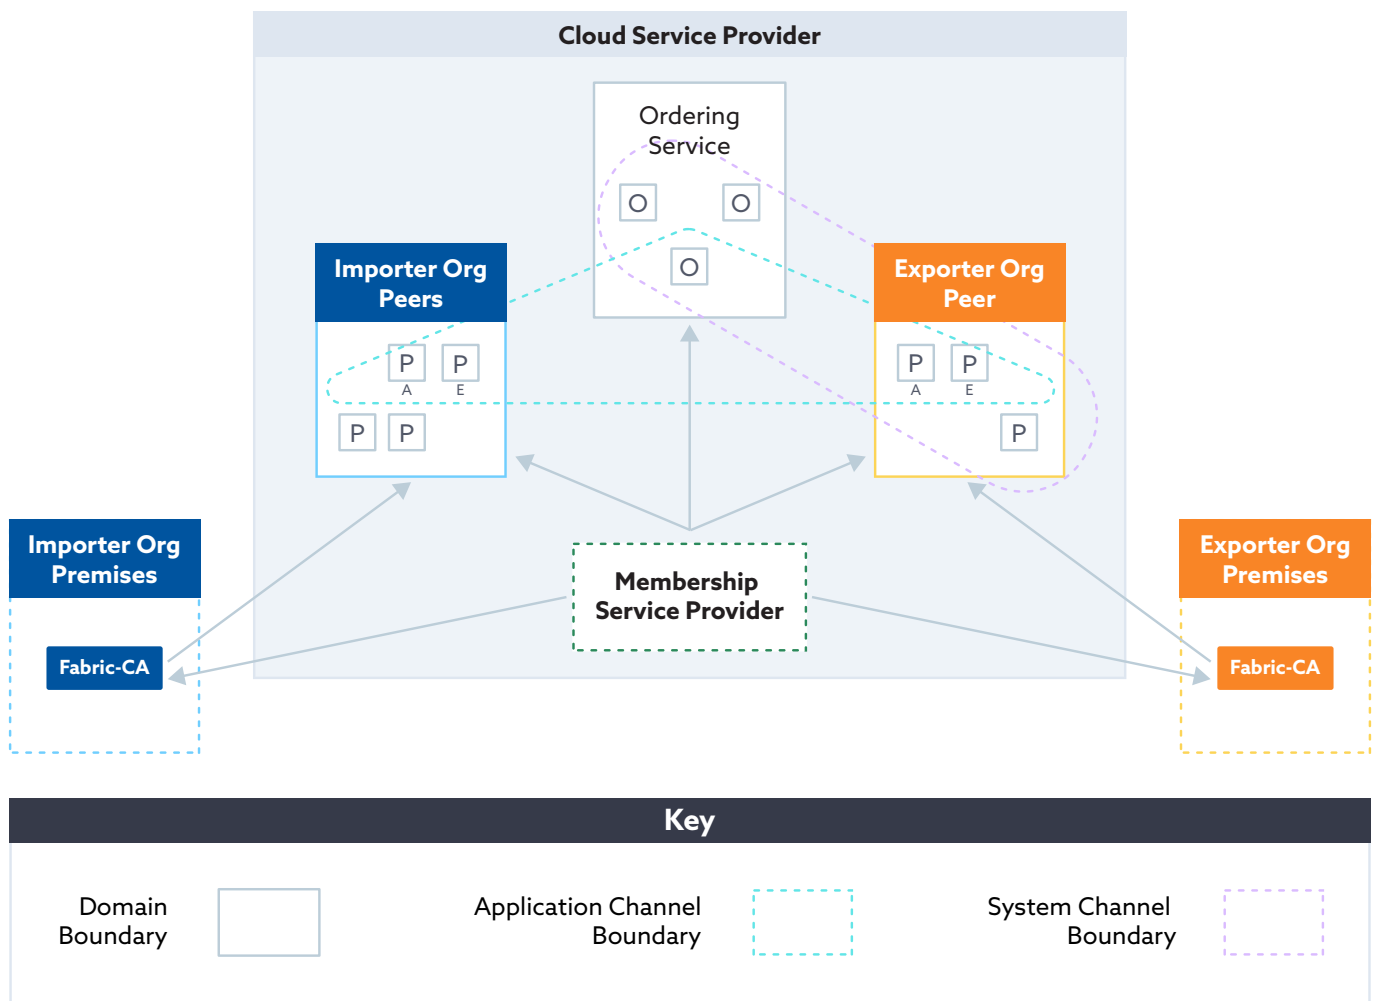 Cloud Service Provider
Ordering
Service
O
O
O
Importer Org
Peers
P
P
A
E
P
P
Exporter Org
Peer
P
P
A
E
P
Importer Org
Premises
Fabric-CA
Membership
Service Provider
Exporter Org
Premises
Fabric-CA
Key
Domain
Boundary
Application Channel
Boundary
System Channel
Boundary